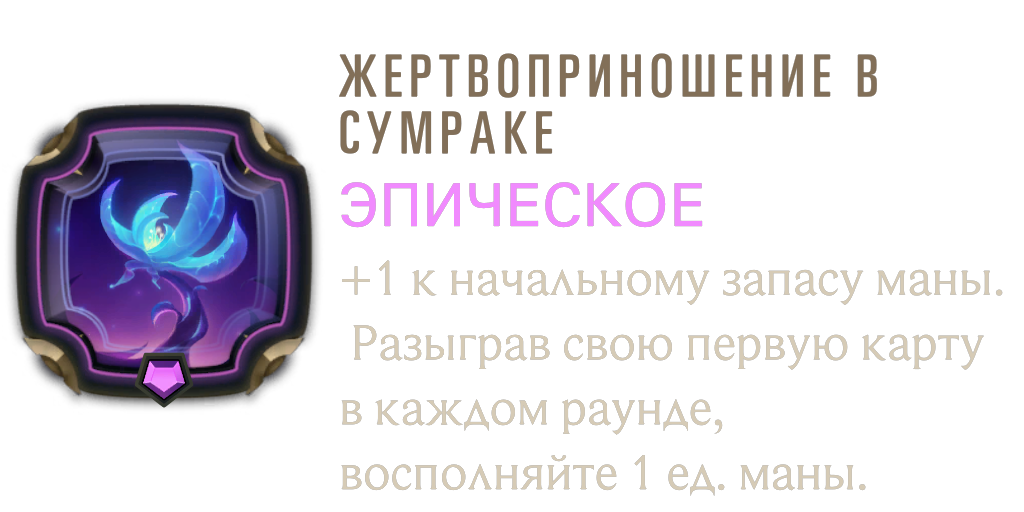 ЖЕРТВОПРИНОШЕНИЕ В
СУМРАКЕ
ЭПИЧЕСКОЕ
+1 к начальному запасу маны.
Разыграв свою первую карту
в каждом раунде,
восполняйте 1 ед. маны.